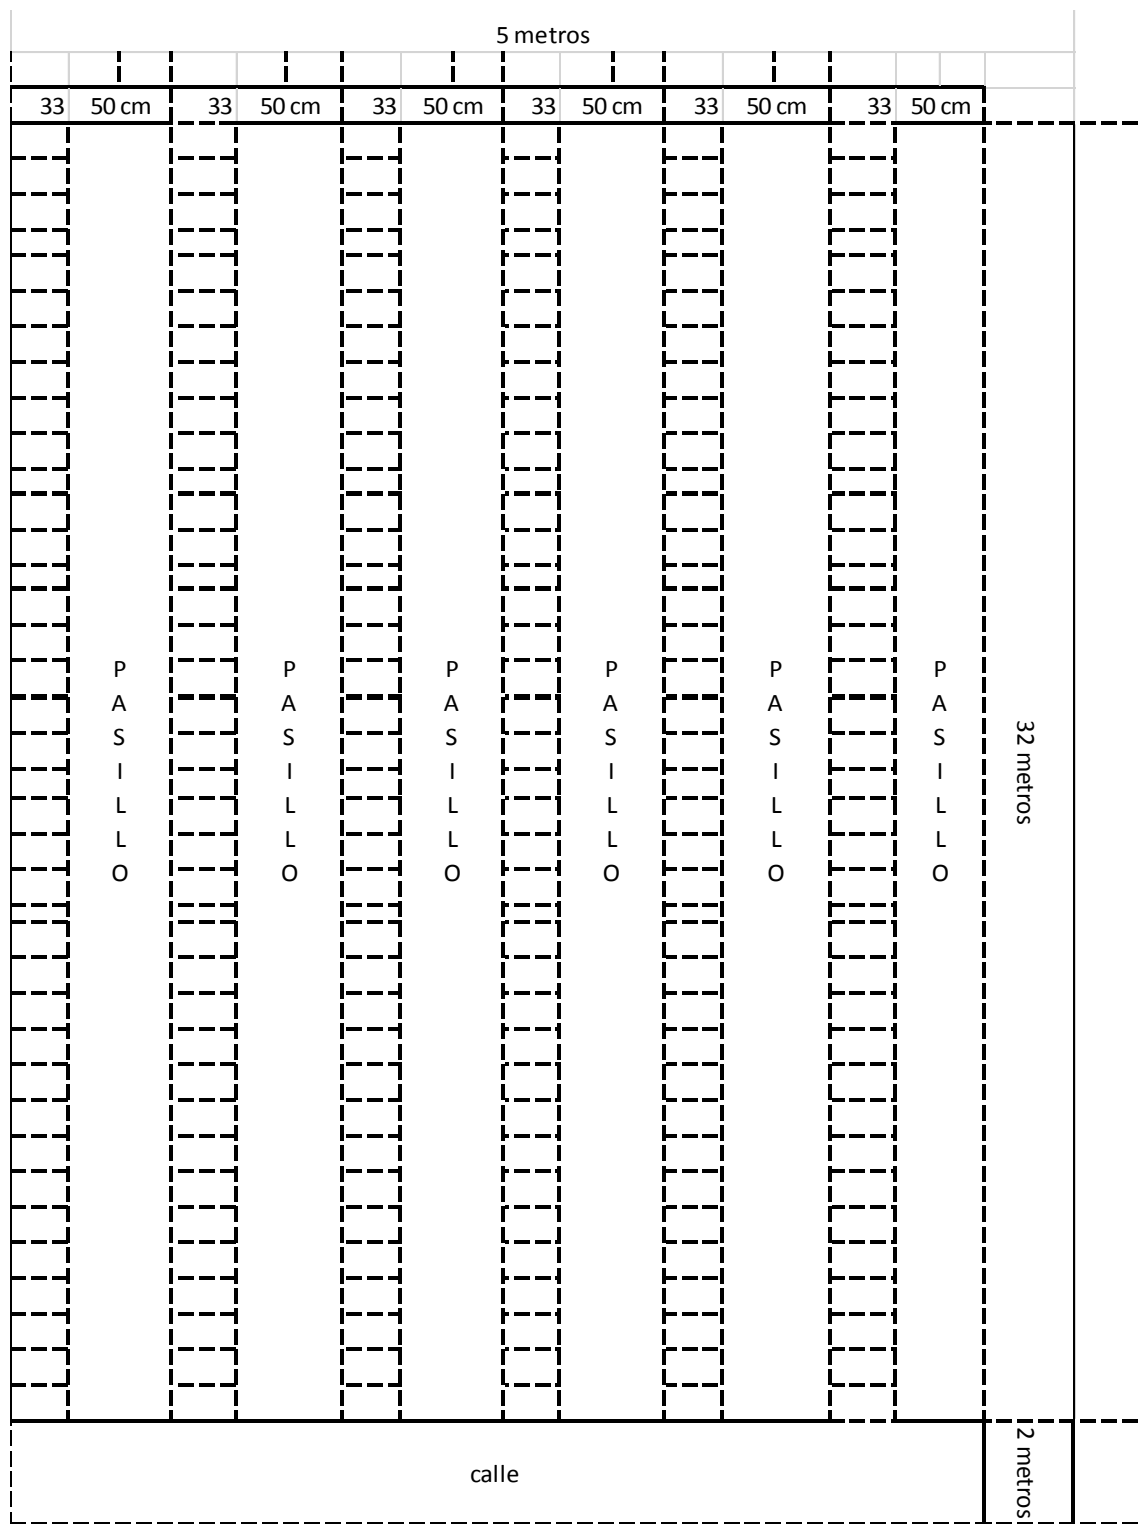 5 metros
33 50 cm 33 50 cm 33 50 cm 33 50 cm 33 50 cm 33 50 cm
P P P P P P
A A A A A A
S S S S S S
I I I I I I
L L L L L L
L L L L L L
O O O O O O
32 metros
calle
2 metros